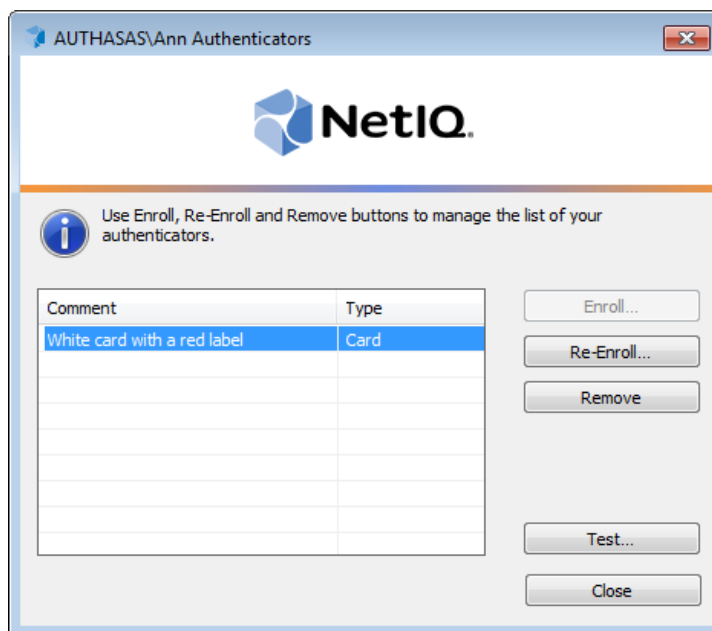 AUTHASAS\Ann Authenticators
NetIQ.
Use Enroll, Re-Enroll and Remove buttons to manage the list of your
authenticators.
Comment Type
White card with a red label Card
Enroll...
Re-Enroll...
Remove
Test...
Close